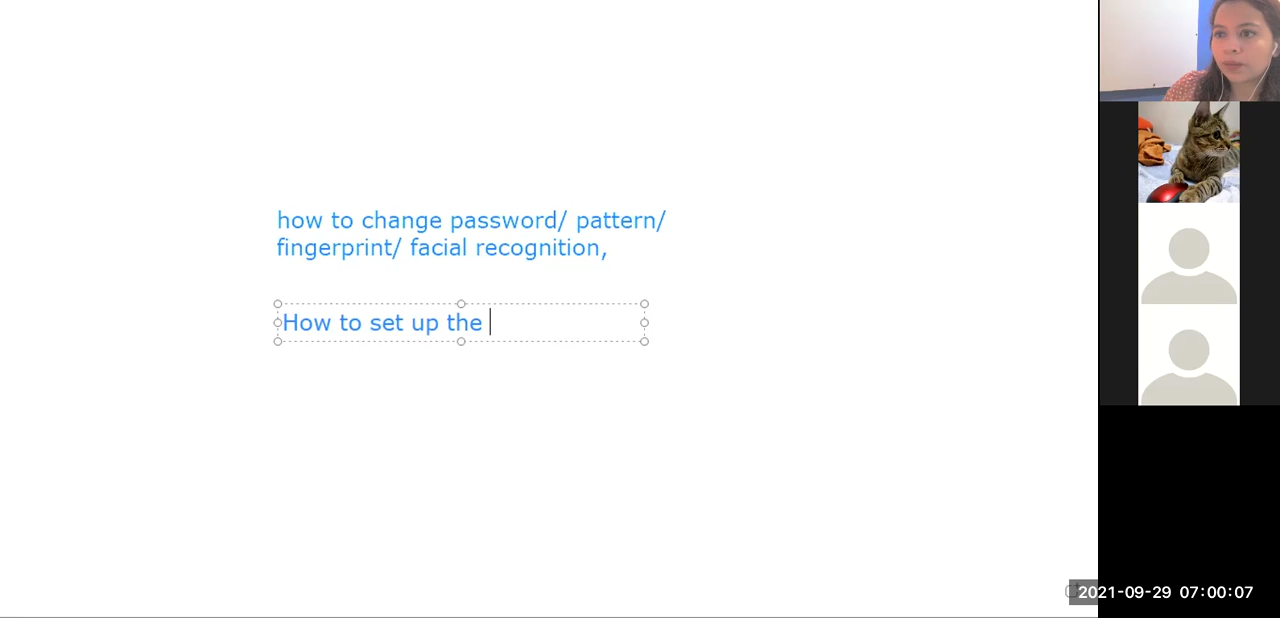 how to change password/ pattern/
fingerprint/ facial recognition,
How to set up the
2021-09-29 07:00:07